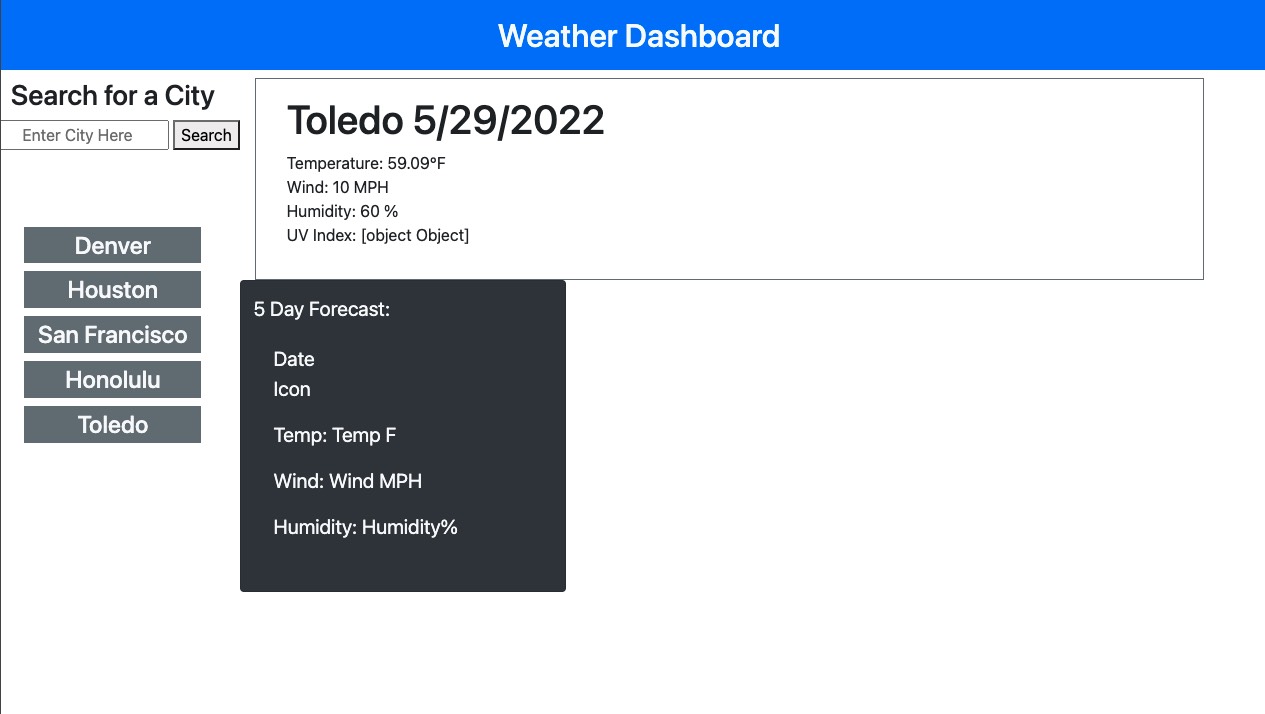 Weather Dashboard
Search for a City
Enter City Here
Search
Denver
Houston
San Francisco
Honolulu
Toledo
Toledo 5/29/2022
Temperature: 59.09°F
Wind: 10 MPH
Humidity: 60 %
UV Index: [object Object]
5 Day Forecast:
Date
Icon
Temp: Temp F
Wind: Wind MPH
Humidity: Humidity%